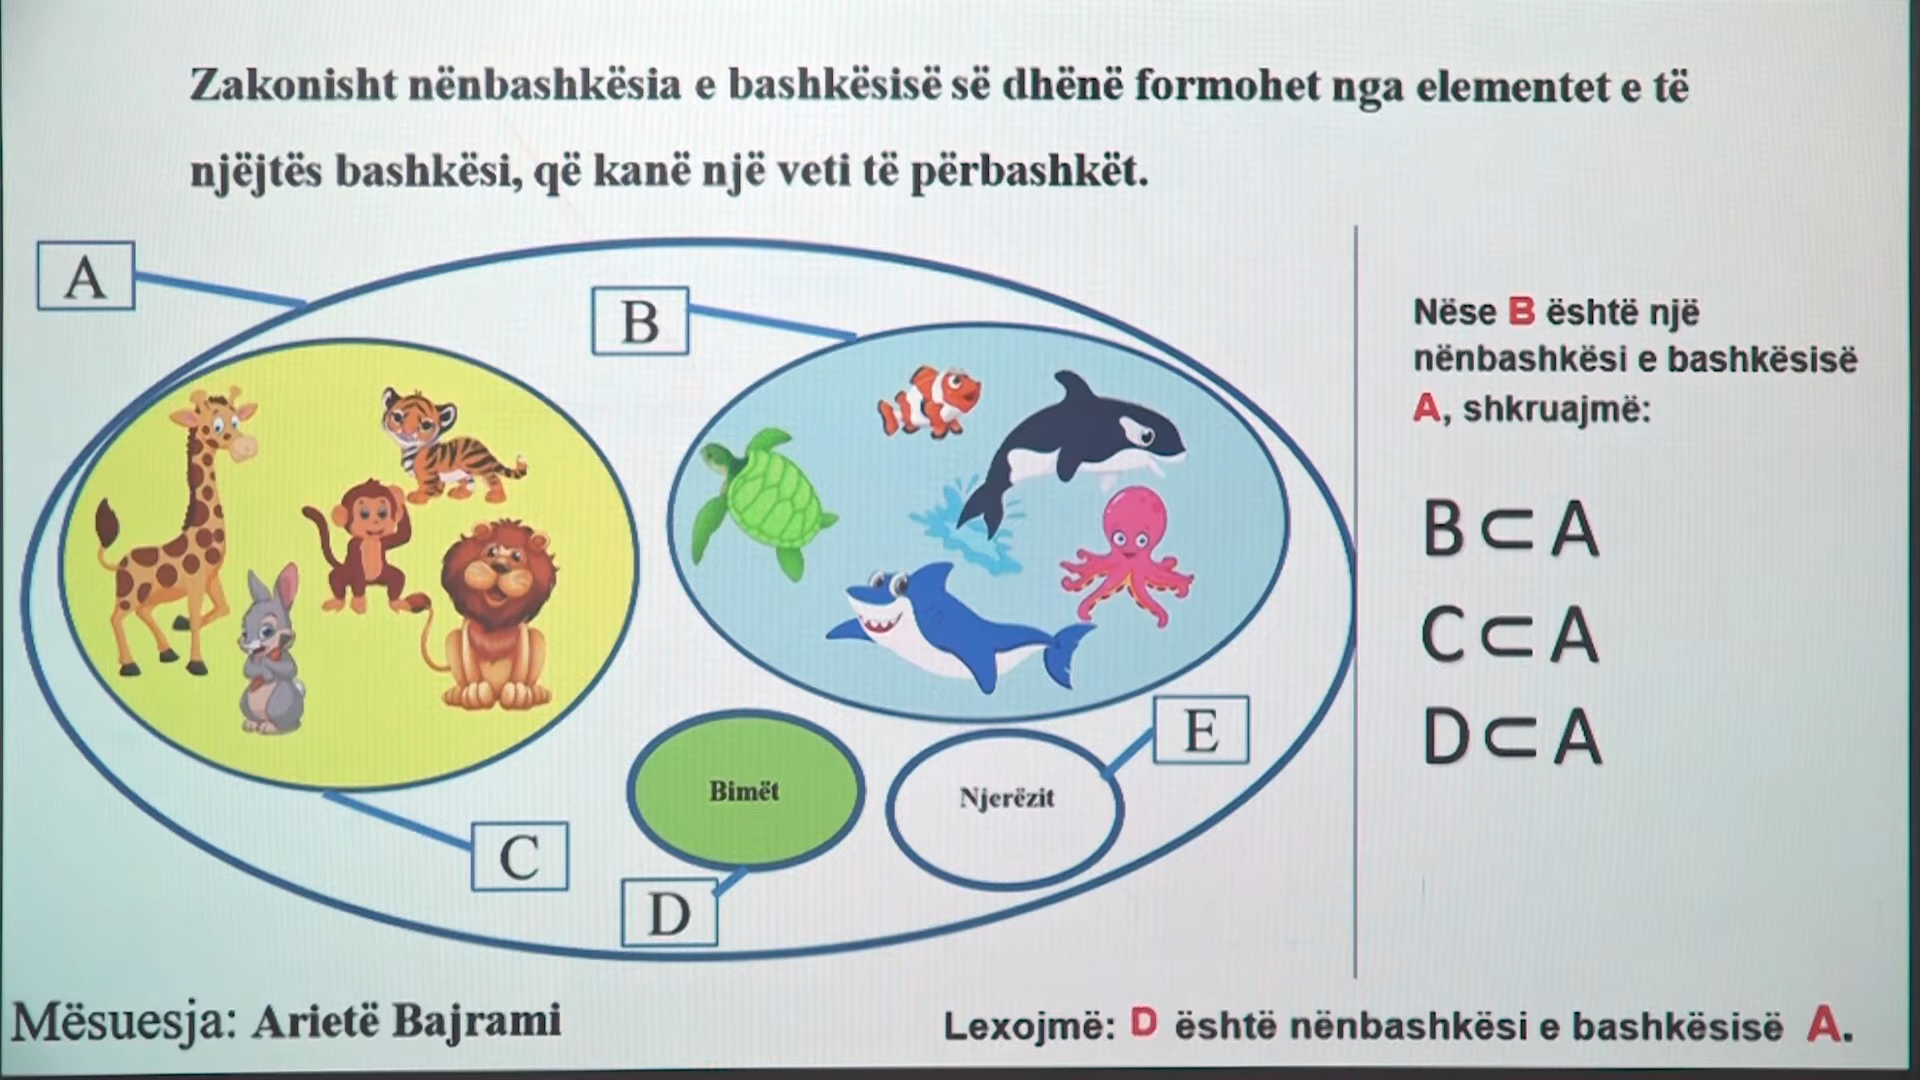 Zakonisht nënbashkësia e bashkësisë së dhënë formohet nga elementet e të
njëjtës bashkësi, që kanë një veti të përbashkët.
A
B
Nëse B është një
nënbashkësi e bashkësisë
A, shkruajmë:
B⊂A
C⊂A
D⊂A
E
Bimët
Njerëzit
C
D
Mësuesja: Arietë Bajrami
Lexojmë: D është nënbashkësi e bashkësisë A.